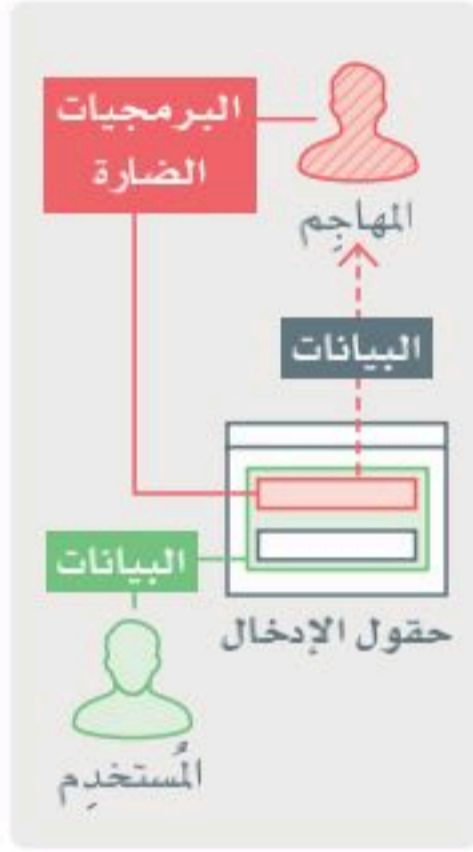 البرمجيات
الضارة
المهاجِم
البيانات
البيانات
حقول الإدخال
المُستخدِم